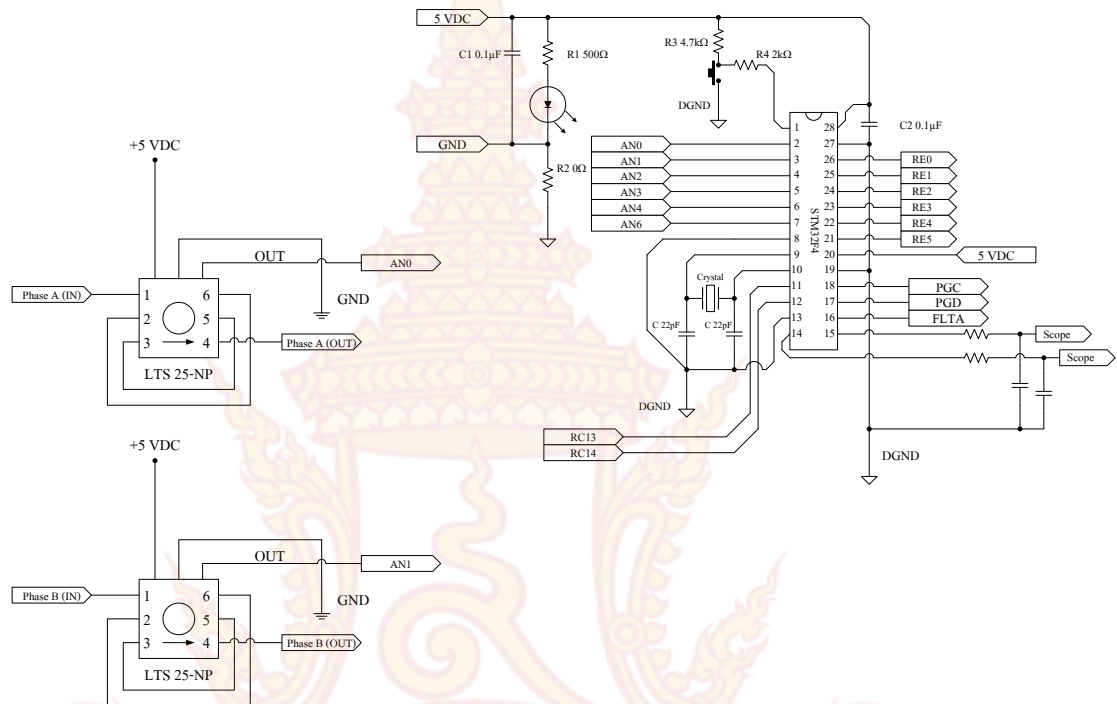 5 VDC
C1 0.1µF
R1 500Ω
GND
R2 0Ω
R3 4.7kΩ
R4 2kΩ
DGND
C2 0.1µF
AN0
AN1
AN2
AN3
AN4
AN6
1
2
3
4
5
6
7
8
9
10
11
12
13
14
STM32F4
28
27
26
25
24
23
22
21
20
19
18
17
16
15
RE0
RE1
RE2
RE3
RE4
RE5
5 VDC
PGC
PGD
FLTA
Scope
Scope
Crystal
C 22pF
C 22pF
DGND
RC13
RC14
DGND
+5 VDC
OUT
AN0
GND
Phase A (IN)
1
2
3
6
5
4
Phase A (OUT)
LTS 25-NP
+5 VDC
OUT
AN1
GND
Phase B (IN)
1
2
3
6
5
4
Phase B (OUT)
LTS 25-NP